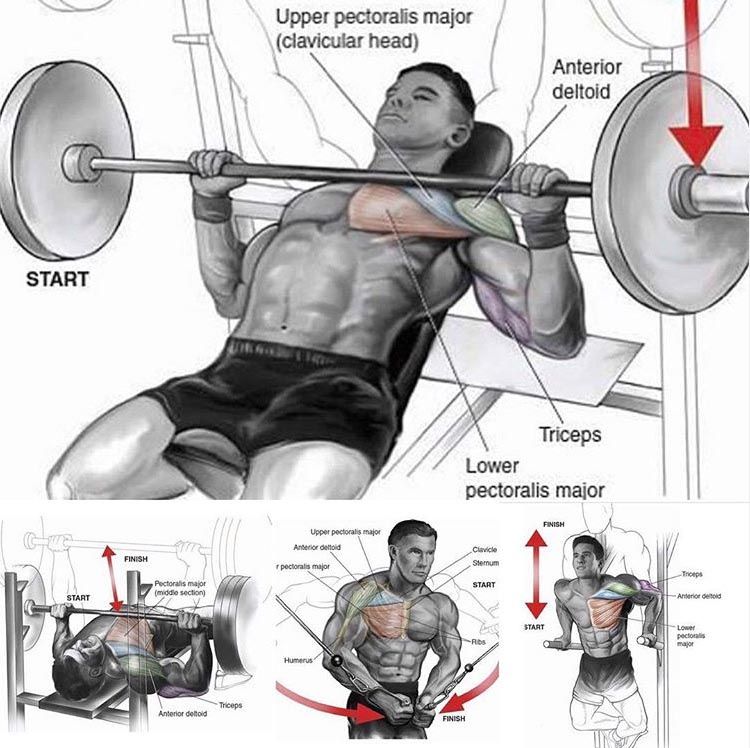 Upper pectoralis major
(clavicular head)
Anterior
deltoid
START
Triceps
Lower
pectoralis major
FINISH
START
Pectoralis major
(middle section)
Triceps
Anterior deltoid
Upper pectoralis major
Anterior deltoid
r pectoralis major
Clavicle
Sternum
START
Ribs
Humerus
FINISH
FINISH
START
Triceps
Anterior deltoid
Lower
pectoralis
major